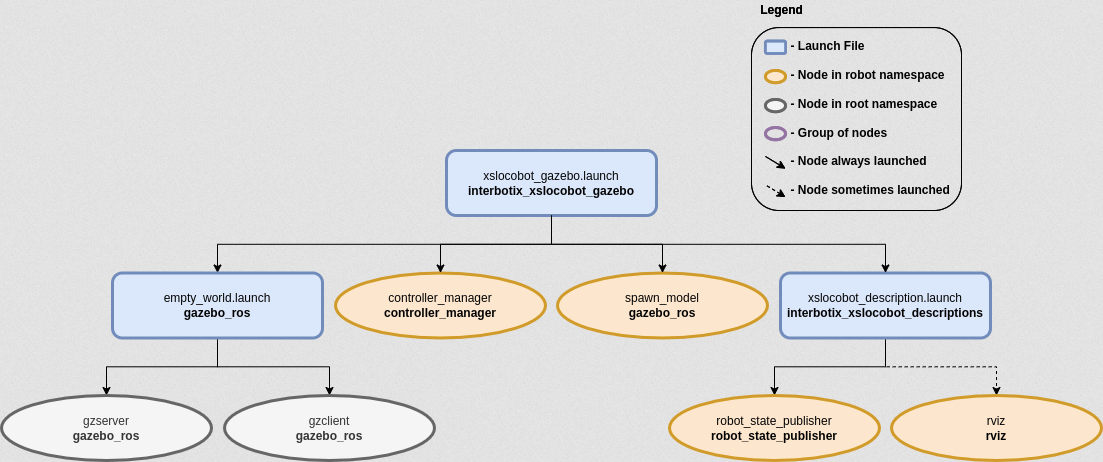 Legend
- Launch File
- Node in robot namespace
- Node in root namespace
- Group of nodes
- Node always launched
- Node sometimes launched
xslocobot_gazebo.launch
interbotix_xslocobot_gazebo
empty_world.launch
gazebo_ros
controller_manager
controller_manager
spawn_model
gazebo_ros
xslocobot_description.launch
interbotix_xslocobot_descriptions
gzserver
gazebo_ros
gzclient
gazebo_ros
robot_state_publisher
robot_state_publisher
rviz
rviz